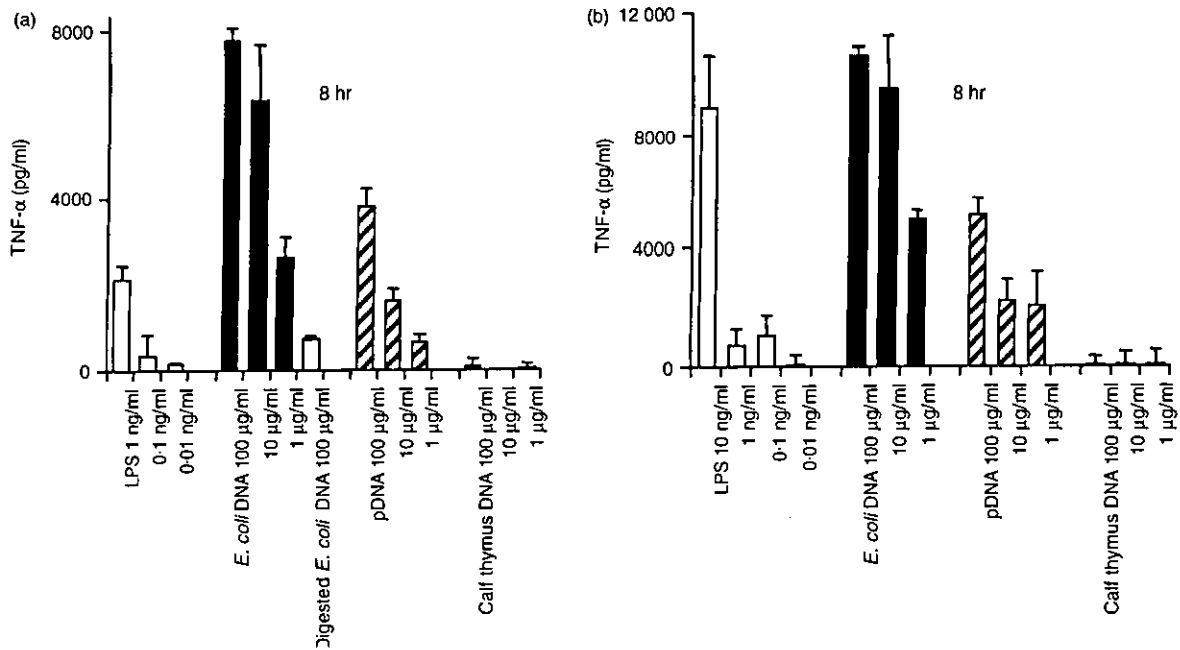 (a)
8000
4000
0
TNF-α (pg/ml)
8 hr
LPS 1 ng/ml
0·1 ng/ml
0·01 ng/ml
E. coli DNA 100 µg/ml
10 µg/ml
1 µg/ml
Digested E. coli DNA 100 µg/ml
pDNA 100 µg/ml
10 µg/ml
1 µg/ml
Calf thymus DNA 100 µg/ml
10 µg/ml
1 µg/ml
(b)
12 000
8000
4000
0
TNF-α (pg/ml)
8 hr
LPS 10 ng/ml
1 ng/ml
0·1 ng/ml
0·01 ng/ml
E. coli DNA 100 µg/ml
10 µg/ml
1 µg/ml
pDNA 100 µg/ml
10 µg/ml
1 µg/ml
Calf thymus DNA 100 µg/ml
10 µg/ml
1 µg/ml